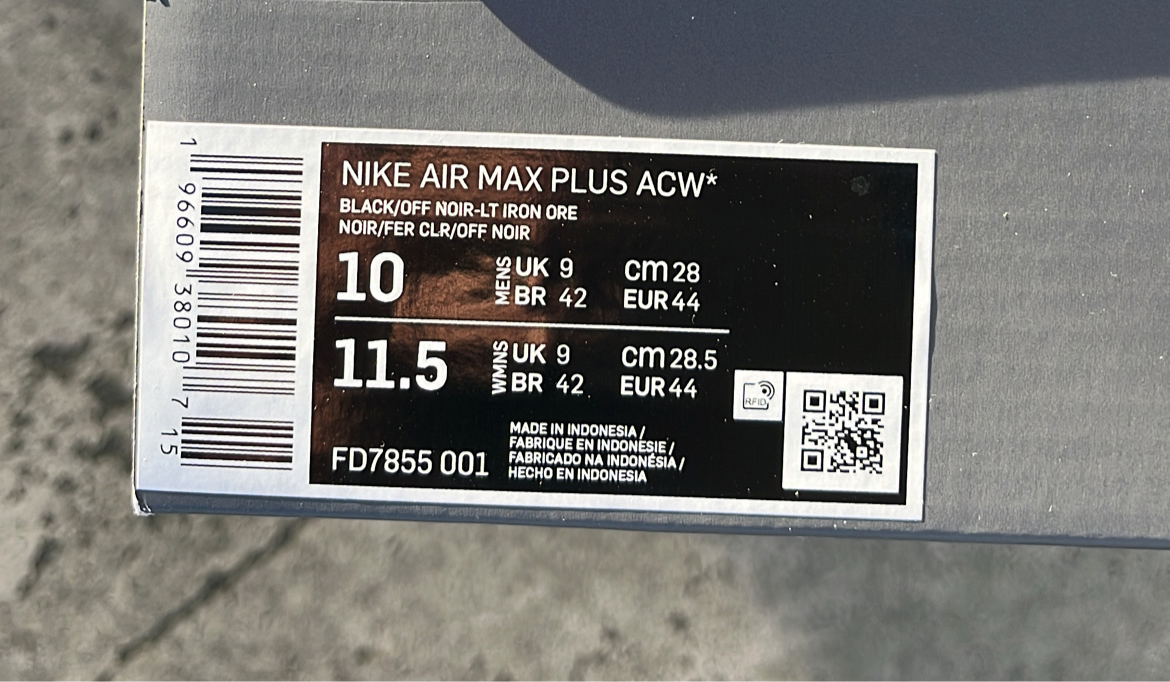 NIKE AIR MAX PLUS ACW*
BLACK/OFF NOIR-LT IRON ORE
NOIR/FER CLR/OFF NOIR
10 MENS UK 9 cm 28
BR 42 EUR 44
11.5 WMNS UK 9 cm 28.5
BR 42 EUR 44
RFID
MADE IN INDONESIA/
FABRIQUE EN INDONESIE/
FABRICADO NA INDONÉSIA/
HECHO EN INDONESIA
FD7855 001
1 96609 38010 7 15